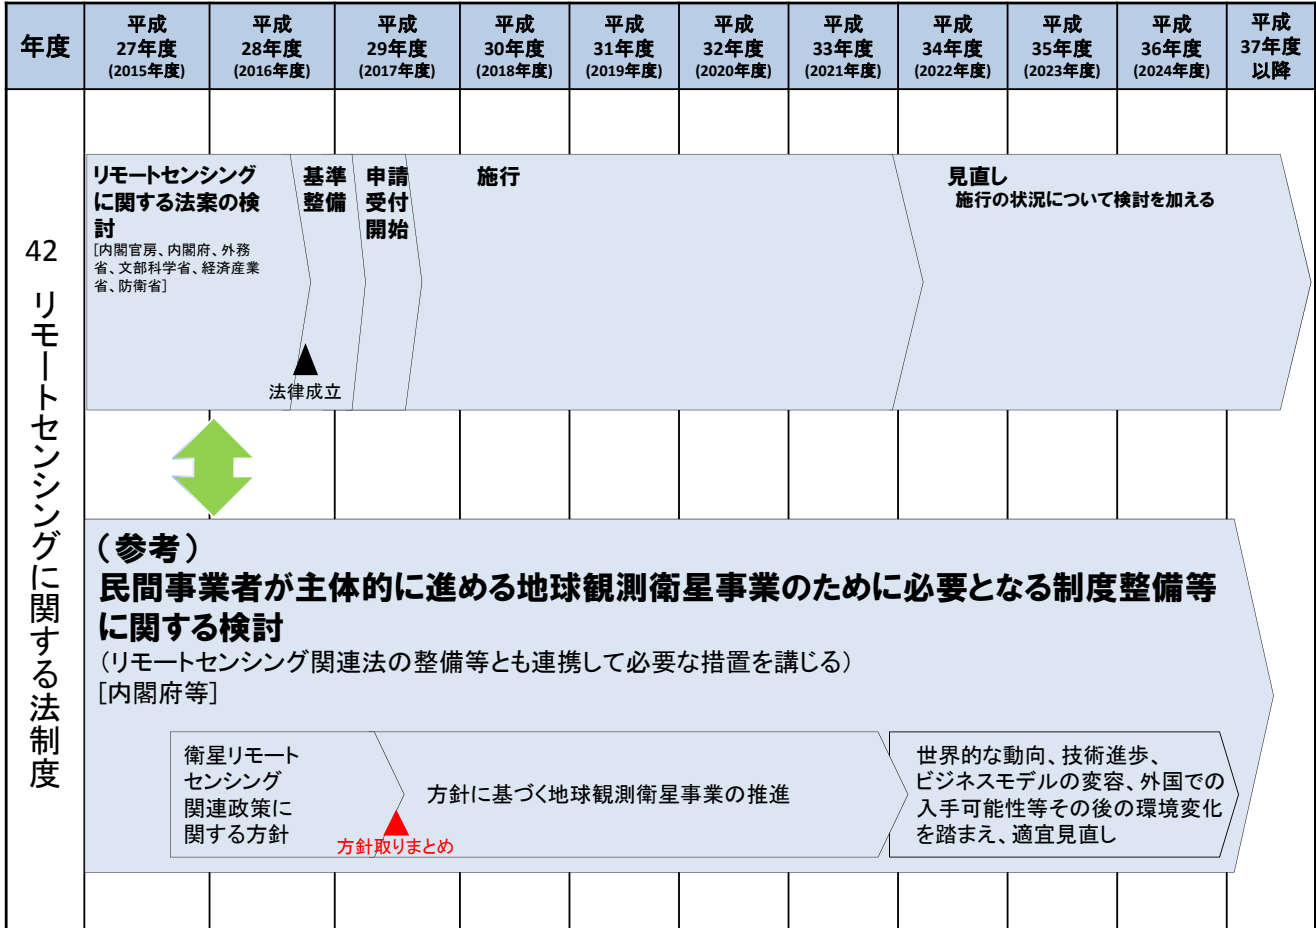 年度
平成
27年度
(2015年度)
平成
28年度
(2016年度)
平成
29年度
(2017年度)
平成
30年度
(2018年度)
平成
31年度
(2019年度)
平成
32年度
(2020年度)
平成
33年度
(2021年度)
平成
34年度
(2022年度)
平成
35年度
(2023年度)
平成
36年度
(2024年度)
平成
37年度
以降
42 リモートセンシングに関する法制度
リモートセンシング
に関する法案の検
討
[内閣官房、内閣府、外務
省、文部科学省、経済産業
省、防衛省]
基準
整備
申請
受付
開始
施行
見直し
施行の状況について検討を加える
法律成立
(参考)
民間事業者が主体的に進める地球観測衛星事業のために必要となる制度整備等
に関する検討
(リモートセンシング関連法の整備等とも連携して必要な措置を講じる)
[内閣府等]
衛星リモート
センシング
関連政策に
関する方針
方針取りまとめ
方針に基づく地球観測衛星事業の推進
世界的な動向、技術進歩、
ビジネスモデルの変容、外国での
入手可能性等その後の環境変化
を踏まえ、適宜見直し